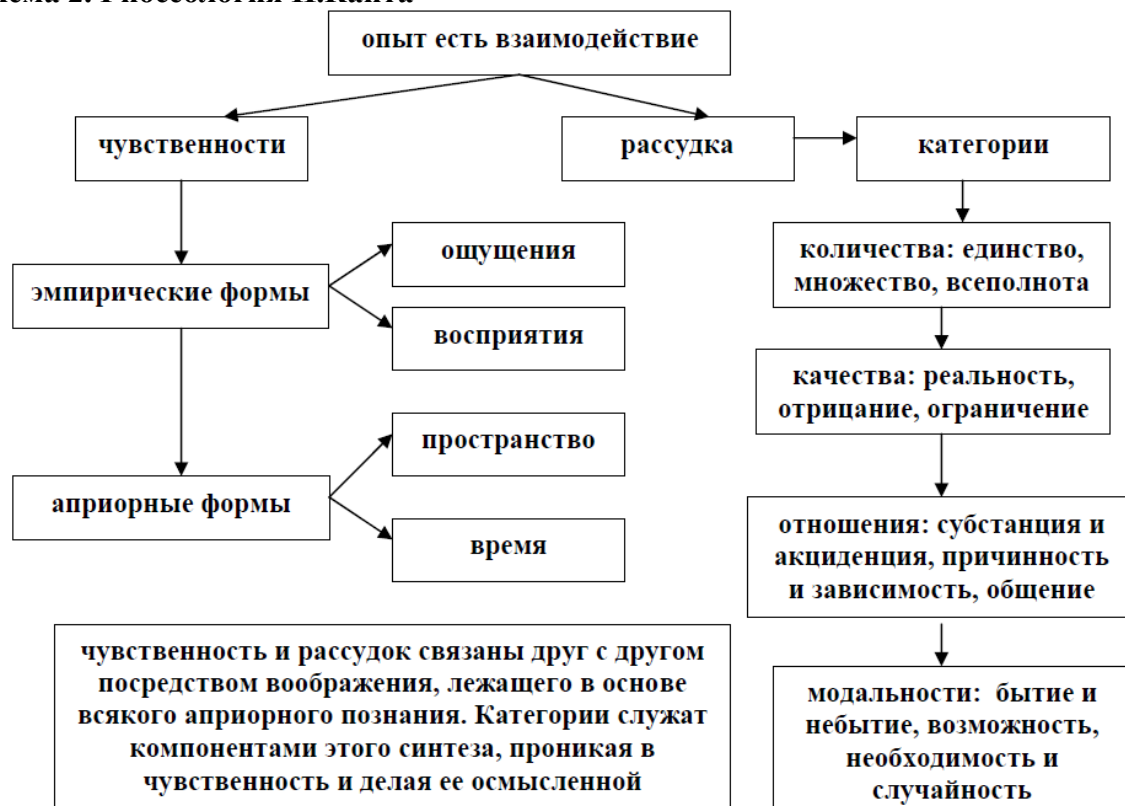 опыт есть взаимодействие
чувственности
рассудка
категории
эмпирические формы
ощущения
восприятия
априорные формы
пространство
время
количества: единство,
множество, всеполнота
качества: реальность,
отрицание, ограничение
отношения: субстанция и
акциденция, причинность
и зависимость, общение
модальности: бытие и
небытие, возможность,
необходимость и
случайность
чувственность и рассудок связаны друг с другом
посредством воображения, лежащего в основе
всякого априорного познания. Категории служат
компонентами этого синтеза, проникая в
чувственность и делая ее осмысленной